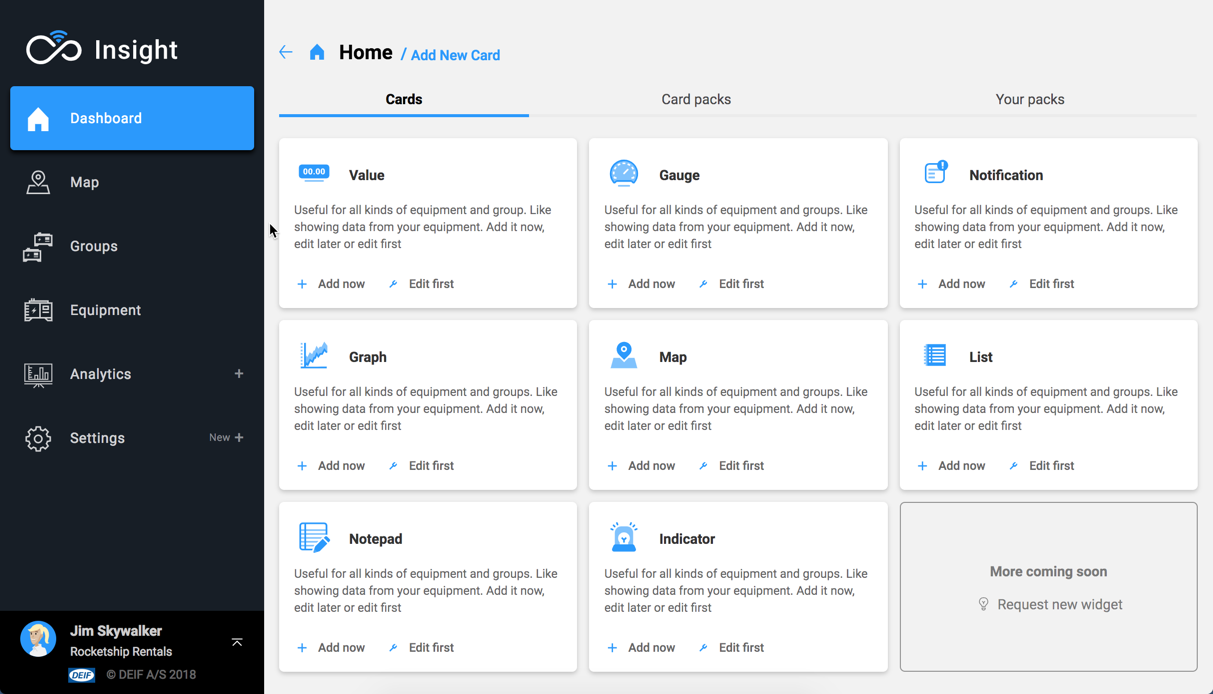 Insight
Dashboard
Map
Groups
Equipment
Analytics +
Settings New +
Jim Skywalker
Rocketship Rentals
DEIF © DEIF A/S 2018
Home / Add New Card
Cards Card packs Your packs
00.00 Value
Useful for all kinds of equipment and group. Like
showing data from your equipment. Add it now,
edit later or edit first
+ Add now Edit first
Gauge
Useful for all kinds of equipment and groups. Like
showing data from your equipment. Add it now,
edit later or edit first
+ Add now Edit first
Notification
Useful for all kinds of equipment and groups. Like
showing data from your equipment. Add it now,
edit later or edit first
+ Add now Edit first
Graph
Useful for all kinds of equipment and groups. Like
showing data from your equipment. Add it now,
edit later or edit first
+ Add now Edit first
Map
Useful for all kinds of equipment and groups. Like
showing data from your equipment. Add it now,
edit later or edit first
+ Add now Edit first
List
Useful for all kinds of equipment and groups. Like
showing data from your equipment. Add it now,
edit later or edit first
+ Add now Edit first
Notepad
Useful for all kinds of equipment and groups. Like
showing data from your equipment. Add it now,
edit later or edit first
+ Add now Edit first
Indicator
Useful for all kinds of equipment and groups. Like
showing data from your equipment. Add it now,
edit later or edit first
+ Add now Edit first
More coming soon
Request new widget